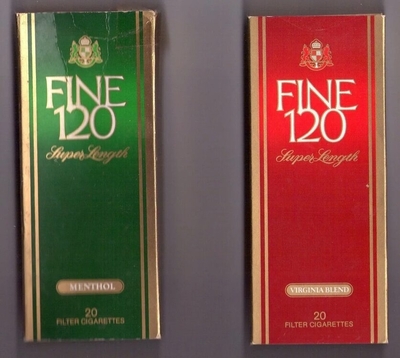 FINE
120
Super Length
MENTHOL
20
FILTER CIGARETTES
FINE
120
Super Length
VIRGINIA BLEND
20
FILTER CIGARETTES